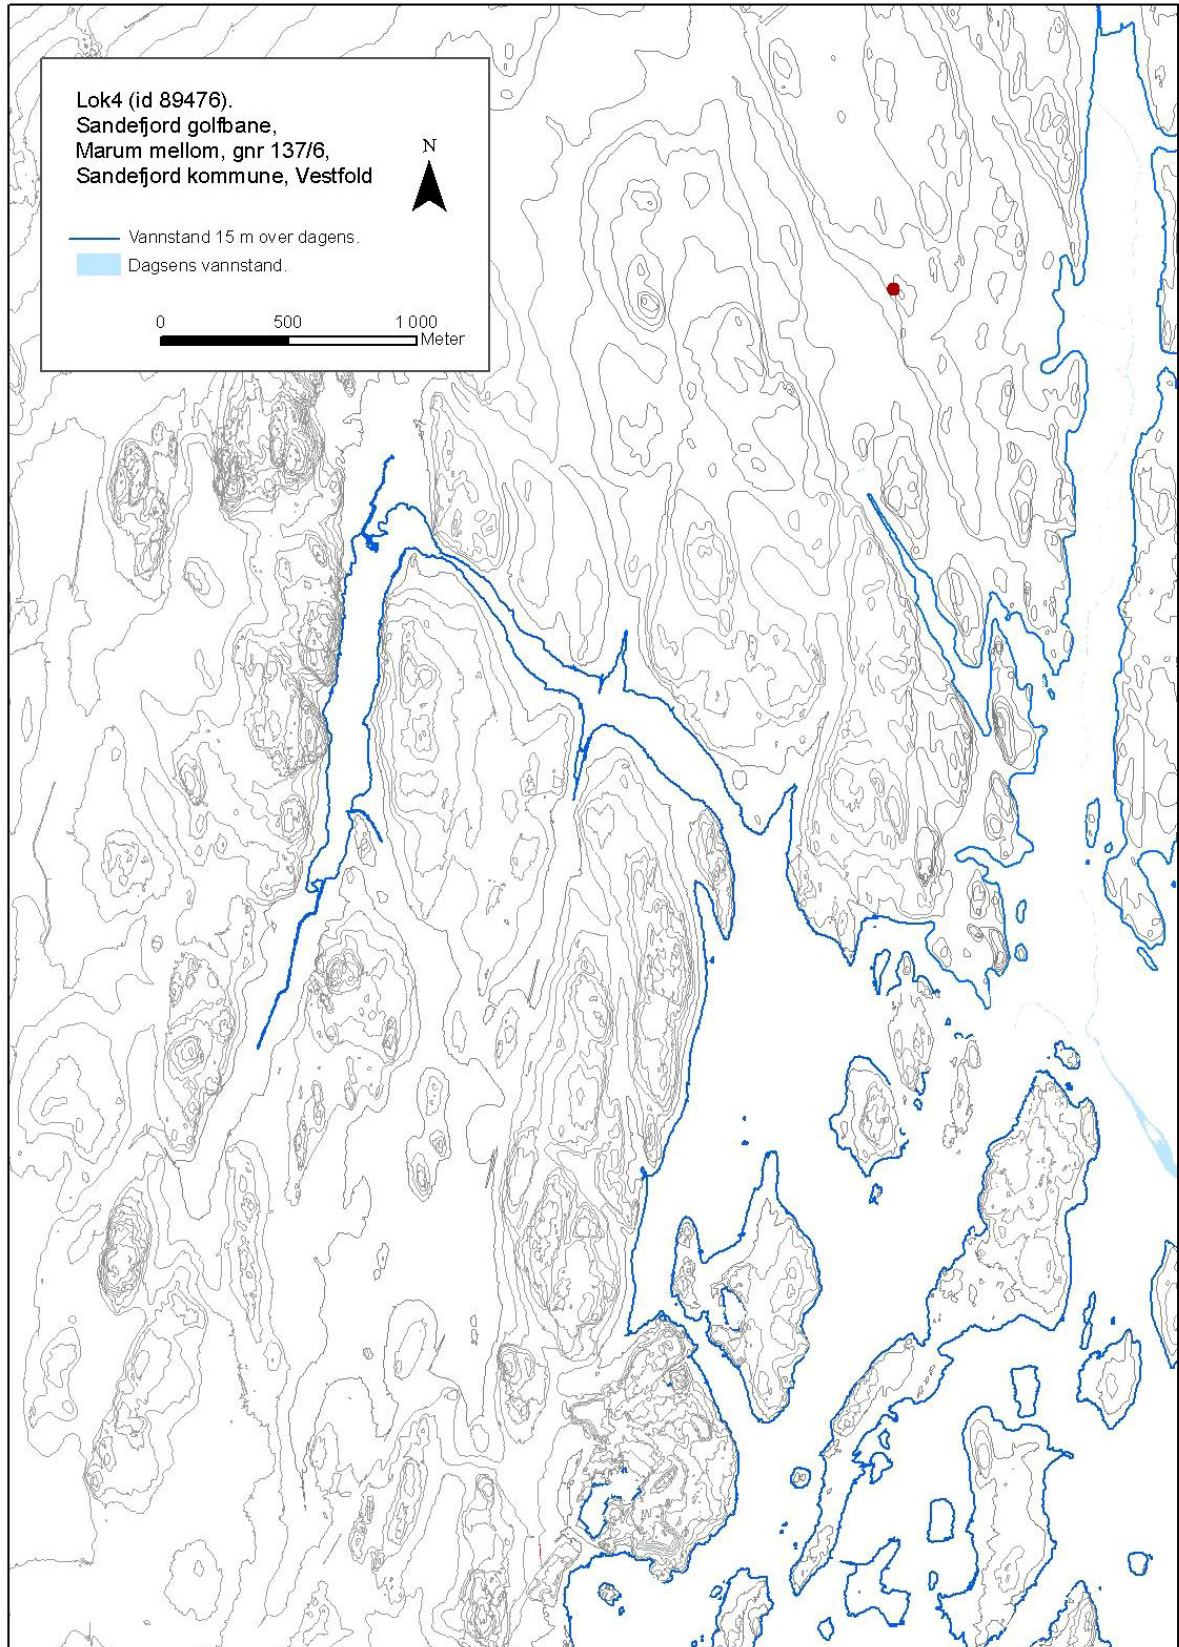 Lok4 (id 89476).
Sandefjord golfbane,
Marum mellom, gnr 137/6,
Sandefjord kommune, Vestfold
N
Vannstand 15 m over dagens.
Dagsens vannstand.
0 500 1 000
Meter